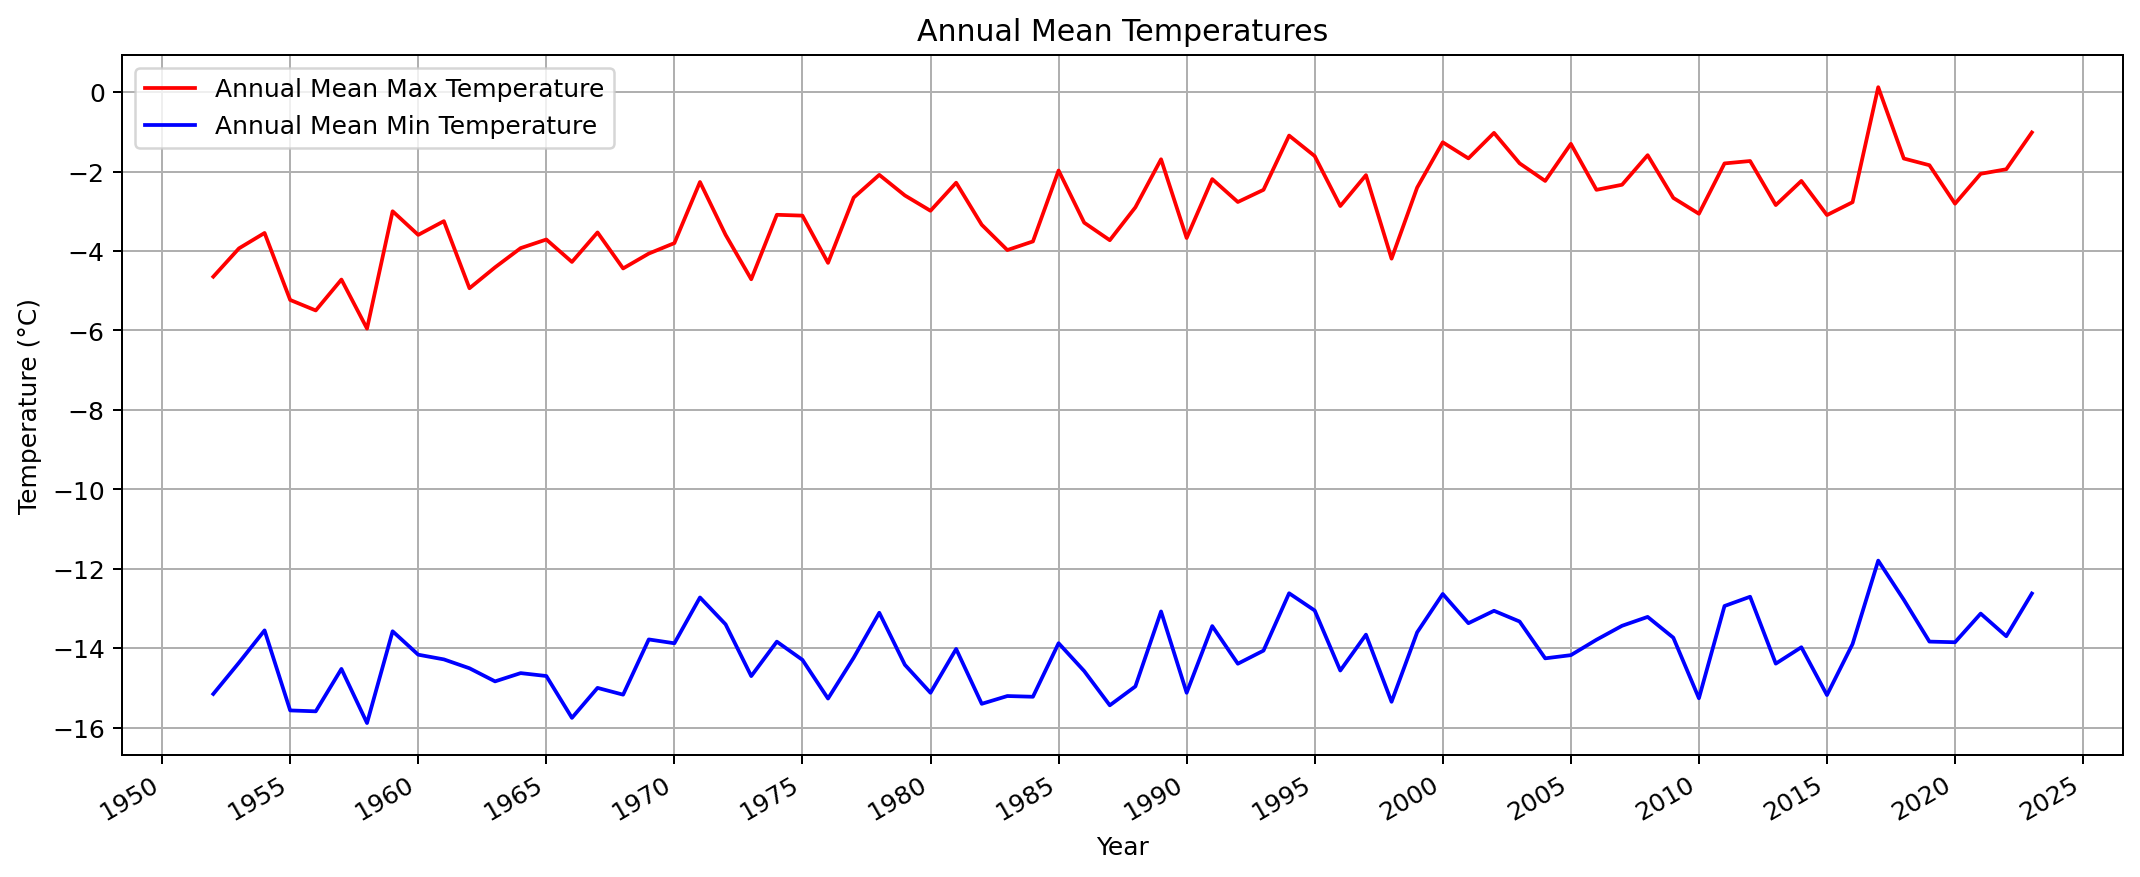 Annual Mean Temperatures
Annual Mean Max Temperature
Annual Mean Min Temperature
0
−2
−4
−6
−8
−10
−12
−14
−16
Temperature (°C)
1950 1955 1960 1965 1970 1975 1980 1985 1990 1995 2000 2005 2010 2015 2020 2025
Year